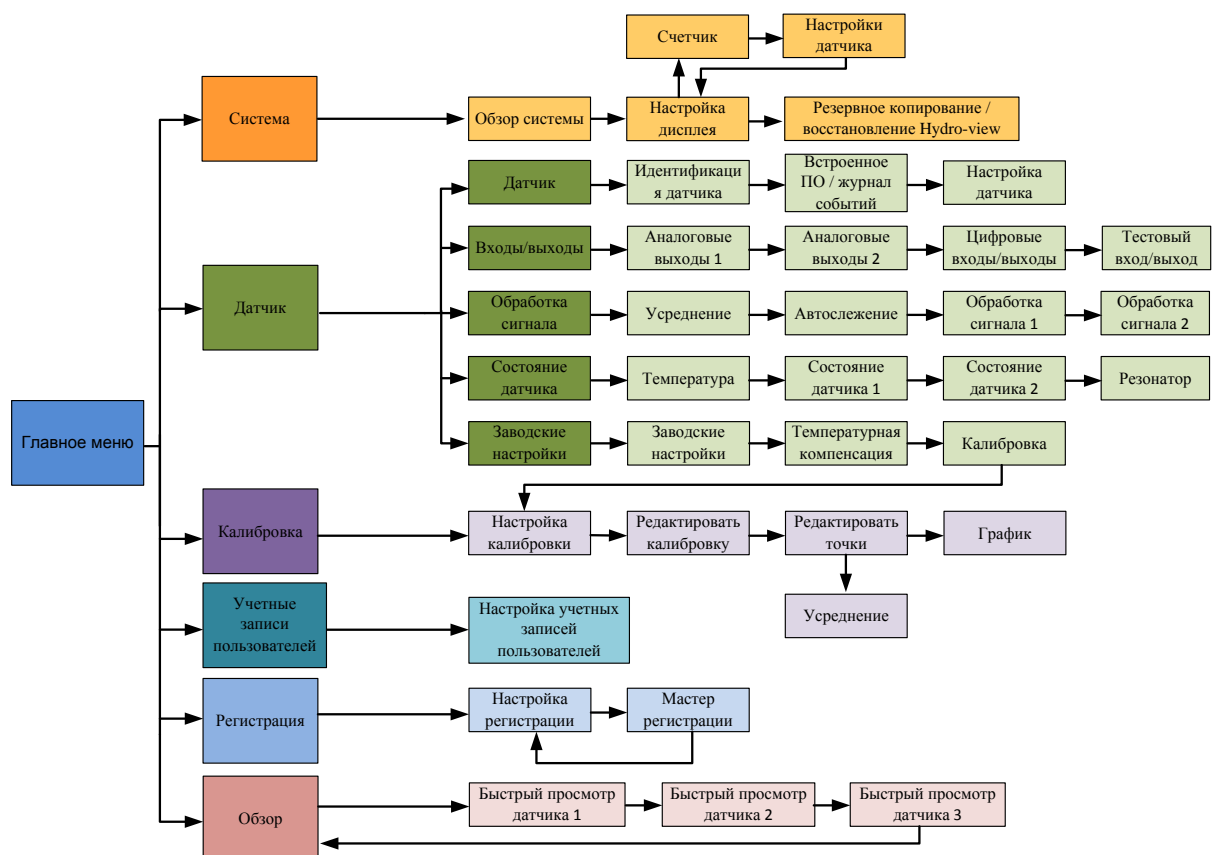 Счетчик
Настройки
датчика
Система
Обзор системы
Настройка
дисплея
Резервное копирование /
восстановление Hydro-view
Датчик
Идентификаци
я датчика
Встроенное
ПО / журнал
событий
Настройка
датчика
Входы/выходы
Аналоговые
выходы 1
Аналоговые
выходы 2
Цифровые
входы/выходы
Тестовый
вход/выход
Датчик
Обработка
сигнала
Усреднение
Автослежение
Обработка
сигнала 1
Обработка
сигнала 2
Состояние
датчика
Температура
Состояние
датчика 1
Состояние
датчика 2
Резонатор
Главное меню
Заводские
настройки
Заводские
настройки
Температурная
компенсация
Калибровка
Калибровка
Настройка
калибровки
Редактировать
калибровку
Редактировать
точки
График
Усреднение
Учетные
записи
пользователей
Настройка учетных
записей
пользователей
Регистрация
Настройка
регистрации
Мастер
регистрации
Обзор
Быстрый просмотр
датчика 1
Быстрый просмотр
датчика 2
Быстрый просмотр
датчика 3